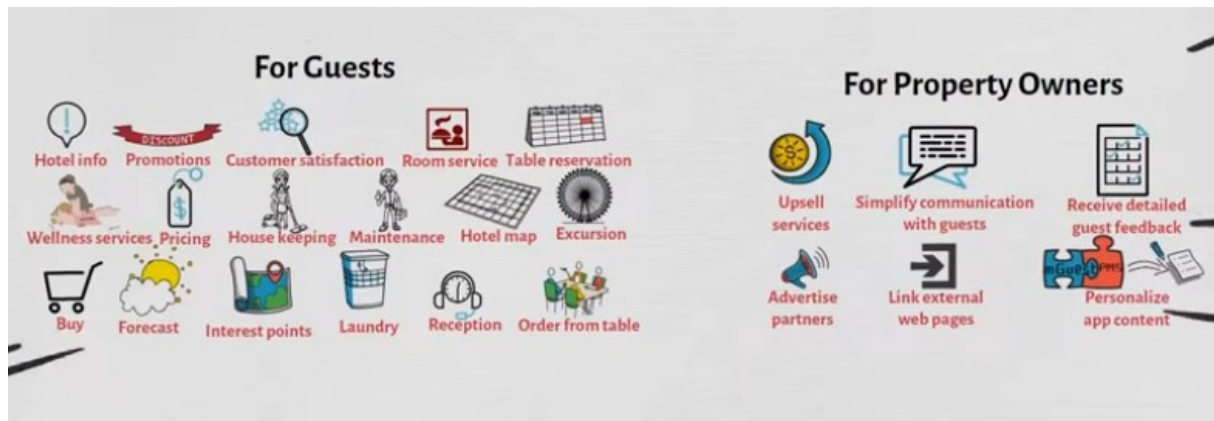 For Guests
DISCOUNT
Hotel info Promotions Customer satisfaction Room service Table reservation
$
Wellness services Pricing House keeping Maintenance Hotel map Excursion
Buy Forecast Interest points Laundry Reception Order from table
For Property Owners
$
Upsell
services
Simplify communication
with guests
Receive detailed
guest feedback
Advertise
partners
Link external
web pages
mGuest PMS
Personalize
app content